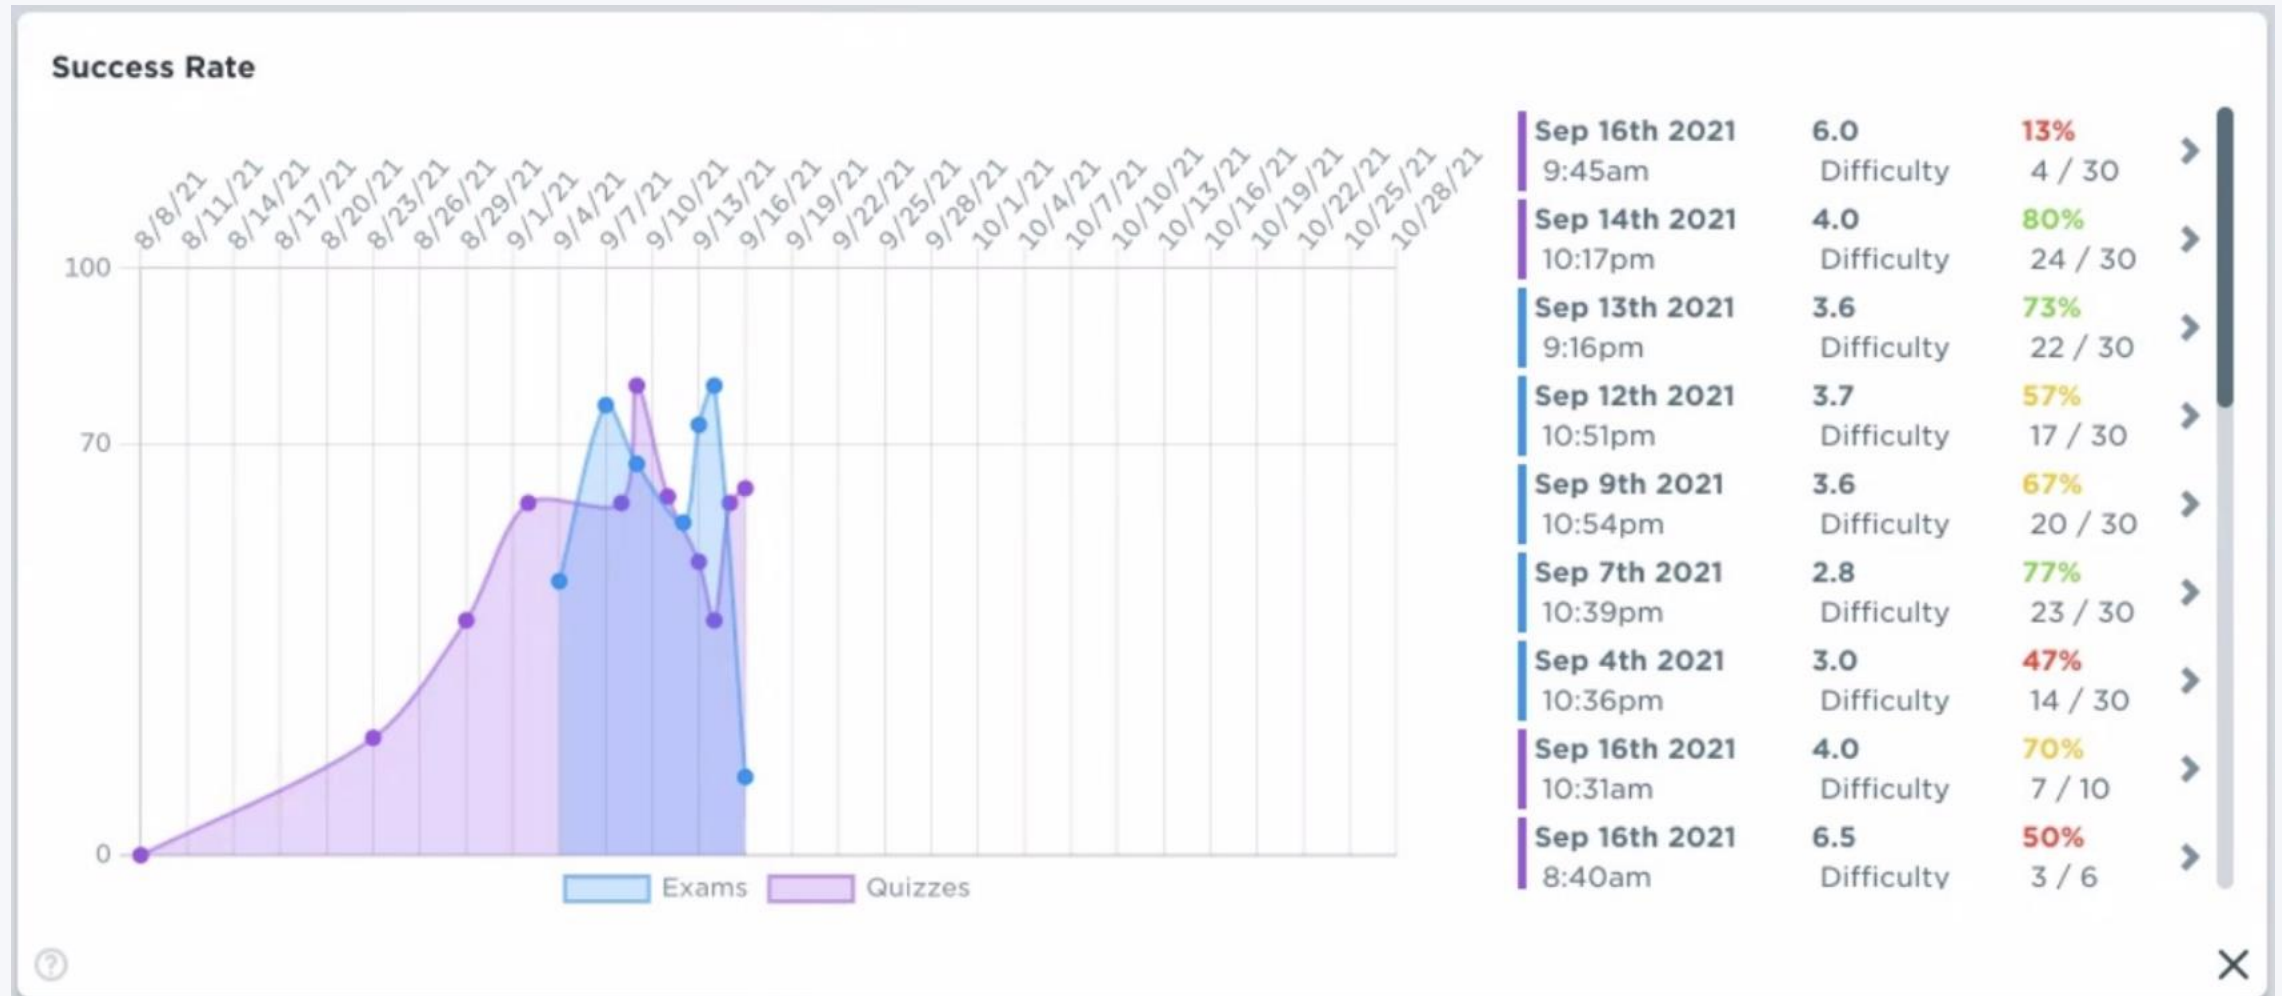 Success Rate
8/8/21
8/11/21
8/14/21
8/17/21
8/20/21
8/23/21
8/26/21
8/29/21
9/1/21
9/4/21
9/7/21
9/10/21
9/13/21
9/16/21
9/19/21
9/22/21
9/25/21
9/28/21
10/1/21
10/4/21
10/7/21
10/10/21
10/13/21
10/16/21
10/19/21
10/22/21
10/25/21
10/28/21
100
70
0
Exams Quizzes
Sep 16th 2021 6.0 13%
9:45am Difficulty 4 / 30
Sep 14th 2021 4.0 80%
10:17pm Difficulty 24 / 30
Sep 13th 2021 3.6 73%
9:16pm Difficulty 22 / 30
Sep 12th 2021 3.7 57%
10:51pm Difficulty 17 / 30
Sep 9th 2021 3.6 67%
10:54pm Difficulty 20 / 30
Sep 7th 2021 2.8 77%
10:39pm Difficulty 23 / 30
Sep 4th 2021 3.0 47%
10:36pm Difficulty 14 / 30
Sep 16th 2021 4.0 70%
10:31am Difficulty 7 / 10
Sep 16th 2021 6.5 50%
8:40am Difficulty 3 / 6
?